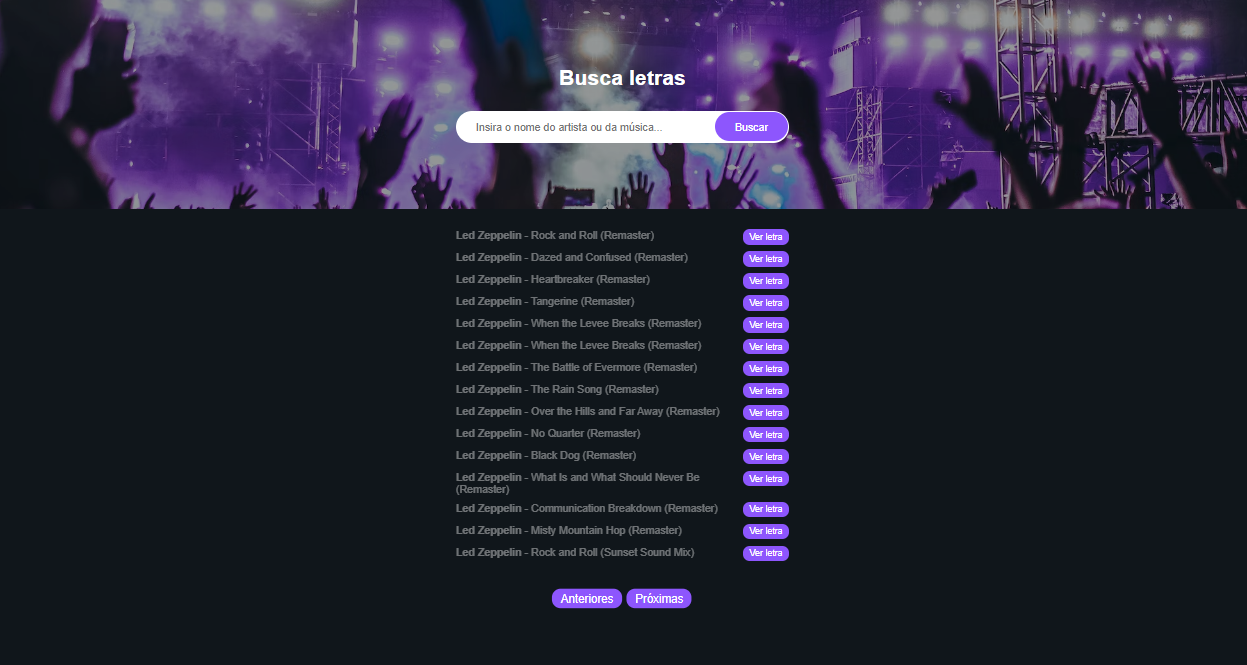 Busca letras
Insira o nome do artista ou da música...
Buscar
Led Zeppelin - Rock and Roll (Remaster)
Ver letra
Led Zeppelin - Dazed and Confused (Remaster)
Ver letra
Led Zeppelin - Heartbreaker (Remaster)
Ver letra
Led Zeppelin - Tangerine (Remaster)
Ver letra
Led Zeppelin - When the Levee Breaks (Remaster)
Ver letra
Led Zeppelin - When the Levee Breaks (Remaster)
Ver letra
Led Zeppelin - The Battle of Evermore (Remaster)
Ver letra
Led Zeppelin - The Rain Song (Remaster)
Ver letra
Led Zeppelin - Over the Hills and Far Away (Remaster)
Ver letra
Led Zeppelin - No Quarter (Remaster)
Ver letra
Led Zeppelin - Black Dog (Remaster)
Ver letra
Led Zeppelin - What Is and What Should Never Be
(Remaster)
Ver letra
Led Zeppelin - Communication Breakdown (Remaster)
Ver letra
Led Zeppelin - Misty Mountain Hop (Remaster)
Ver letra
Led Zeppelin - Rock and Roll (Sunset Sound Mix)
Ver letra
Anteriores
Próximas